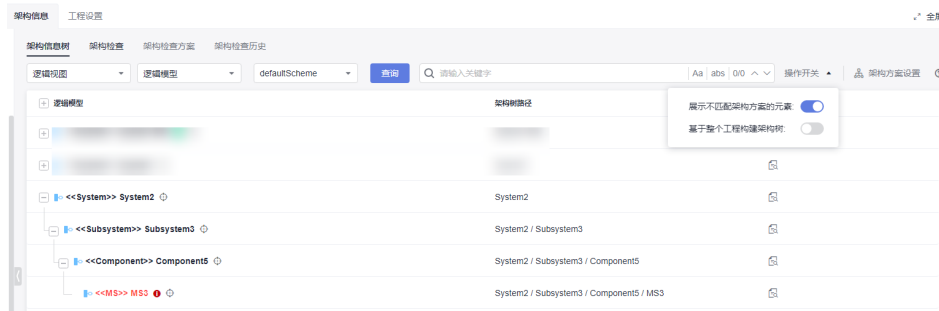 架构信息 工程设置 全屏
架构信息树 架构检查 架构检查方案 架构检查历史
逻辑视图 逻辑模型 defaultScheme 查询 请输入关键字 Aa abs 0/0 操作开关 架构方案设置
逻辑模型 架构树路径
展示不匹配架构方案的元素:
基于整个工程构建架构树:
<<System>> System2 System2
<<Subsystem>> Subsystem3 System2 / Subsystem3
<<Component>> Component5 System2 / Subsystem3 / Component5
<<MS>> MS3 System2 / Subsystem3 / Component5 / MS3